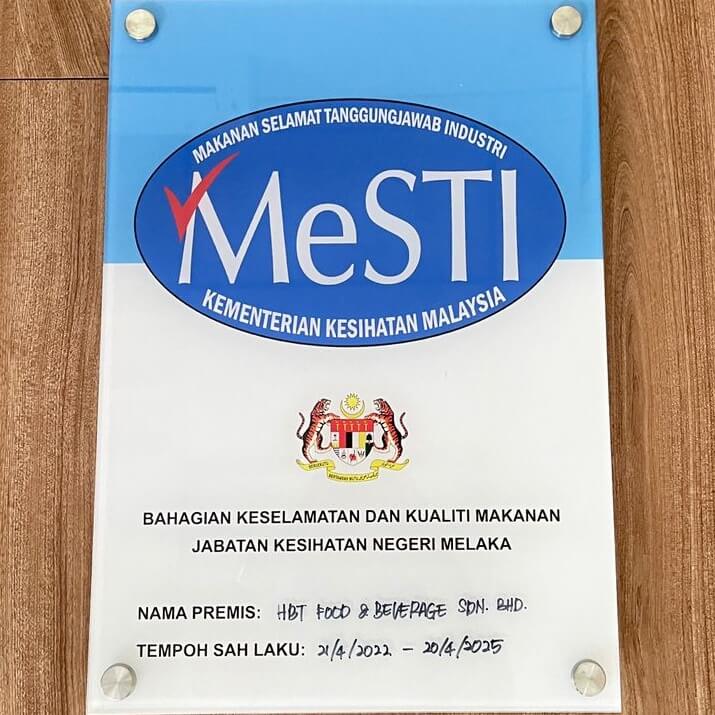 MAKANAN SELAMAT TANGGUNGJAWAB INDUSTRI
MeSTI
KEMENTERIAN KESIHATAN MALAYSIA
BAHAGIAN KESELAMATAN DAN KUALITI MAKANAN
JABATAN KESIHATAN NEGERI MELAKA
NAMA PREMIS: HBT FOOD & BEVERAGE SDN. BHD.
TEMPOH SAH LAKU: 21/4/2022 - 20/4/2025